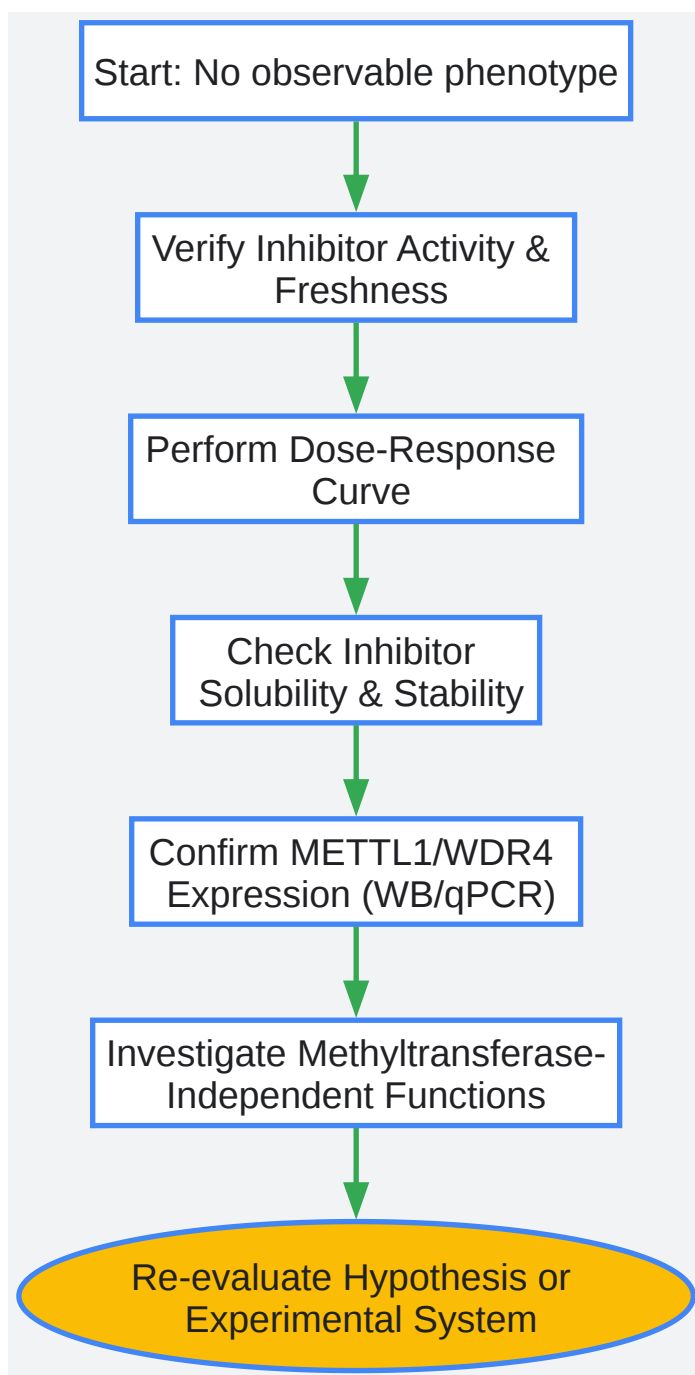 Start: No observable phenotype
Verify Inhibitor Activity &
Freshness
Perform Dose-Response
Curve
Check Inhibitor
Solubility & Stability
Confirm METTL1/WDR4
Expression (WB/qPCR)
Investigate Methyltransferase-
Independent Functions
Re-evaluate Hypothesis or
Experimental System